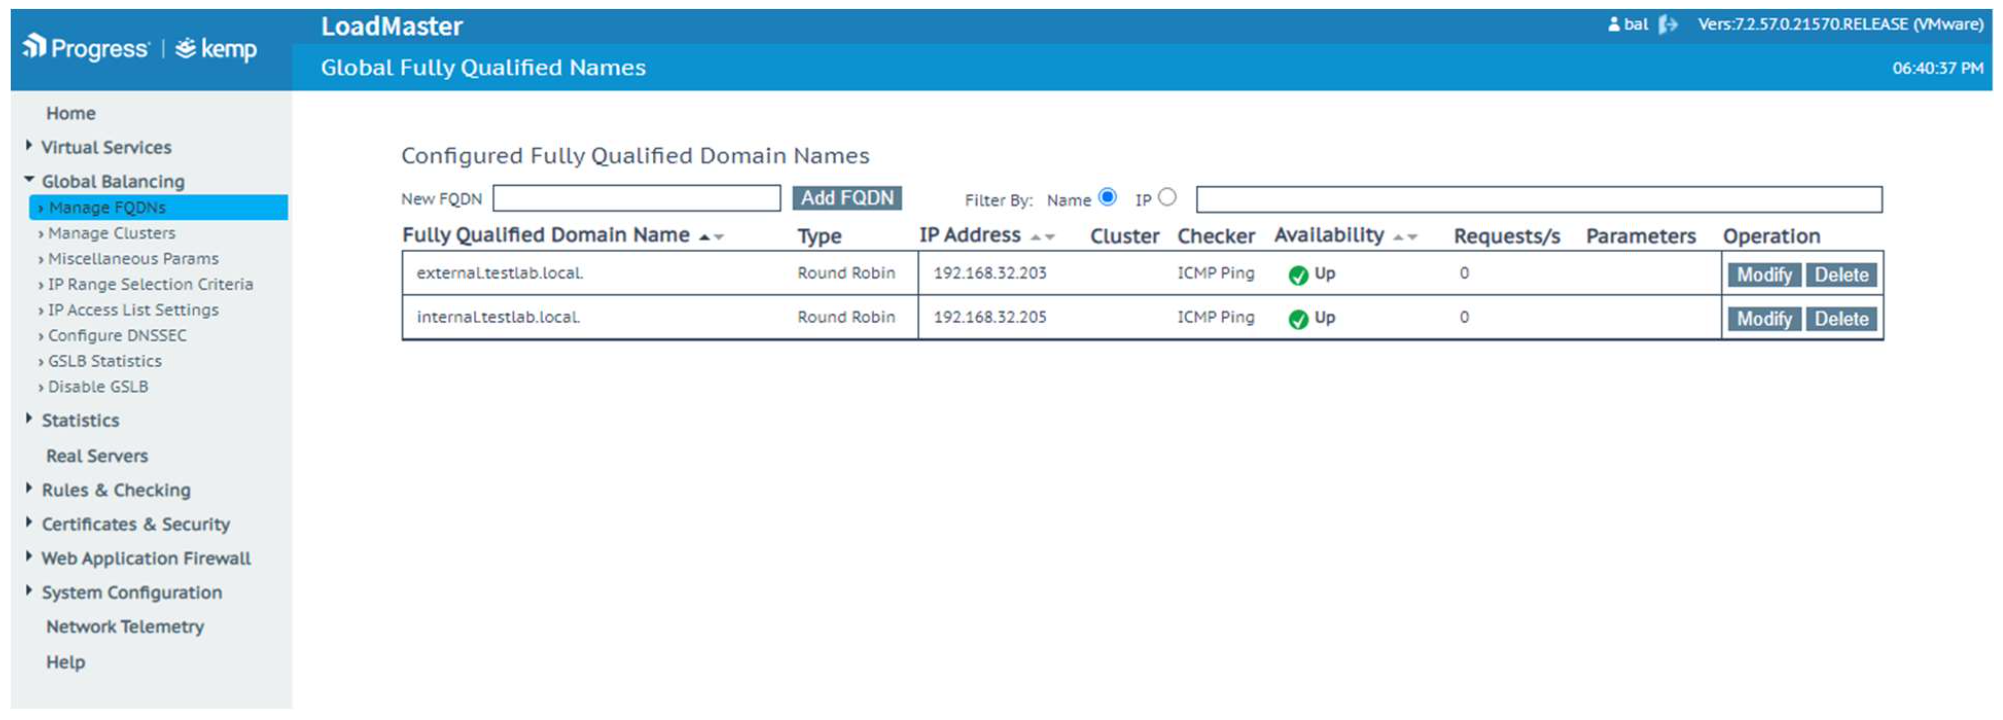 Progress | kemp
LoadMaster
bal
Vers:7.2.57.0.21570.RELEASE (VMware)
Global Fully Qualified Names
06:40:37 PM
Home
Virtual Services
Global Balancing
› Manage FQDNs
› Manage Clusters
› Miscellaneous Params
› IP Range Selection Criteria
› IP Access List Settings
› Configure DNSSEC
› GSLB Statistics
› Disable GSLB
Statistics
Real Servers
Rules & Checking
Certificates & Security
Web Application Firewall
System Configuration
Network Telemetry
Help
Configured Fully Qualified Domain Names
New FQDN Add FQDN Filter By: Name IP
Fully Qualified Domain Name Type IP Address Cluster Checker Availability Requests/s Parameters Operation
external.testlab.local. Round Robin 192.168.32.203 ICMP Ping Up 0 Modify Delete
internal.testlab.local. Round Robin 192.168.32.205 ICMP Ping Up 0 Modify Delete